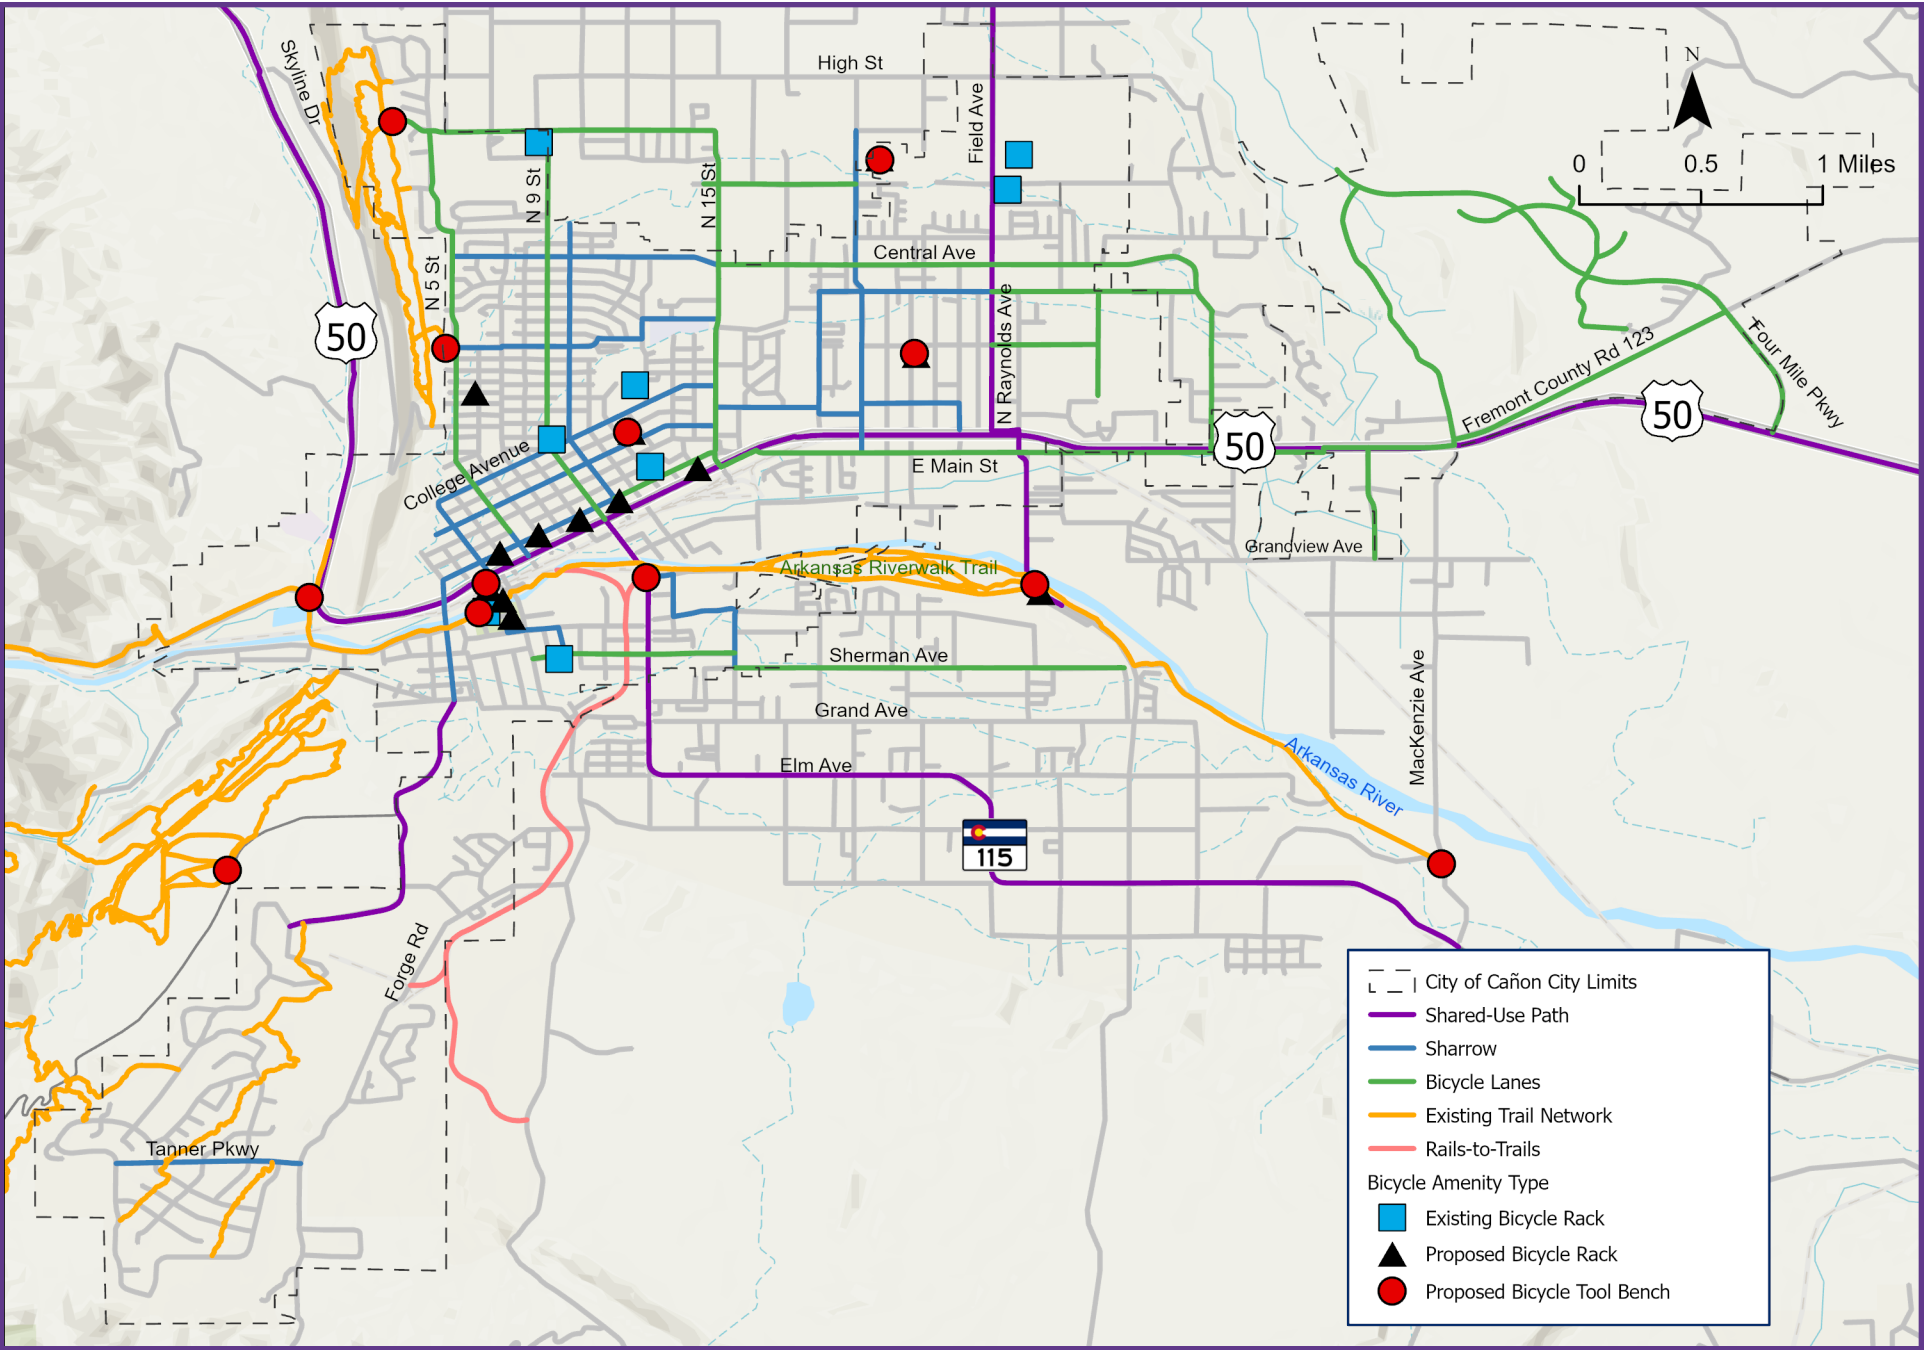 High St
Skyline Dr
Field Ave
N
0 0.5 1 Miles
N 9 St
N 15 St
Central Ave
N 5 St
50
N Raynolds Ave
Fremont County Rd 123
Four Mile Pkwy
50
50
College Avenue
E Main St
Grandview Ave
Arkansas Riverwalk Trail
Sherman Ave
MacKenzie Ave
Grand Ave
Elm Ave
Arkansas River
115
Forge Rd
Tanner Pkwy
City of Cañon City Limits
Shared-Use Path
Sharrow
Bicycle Lanes
Existing Trail Network
Rails-to-Trails
Bicycle Amenity Type
Existing Bicycle Rack
Proposed Bicycle Rack
Proposed Bicycle Tool Bench